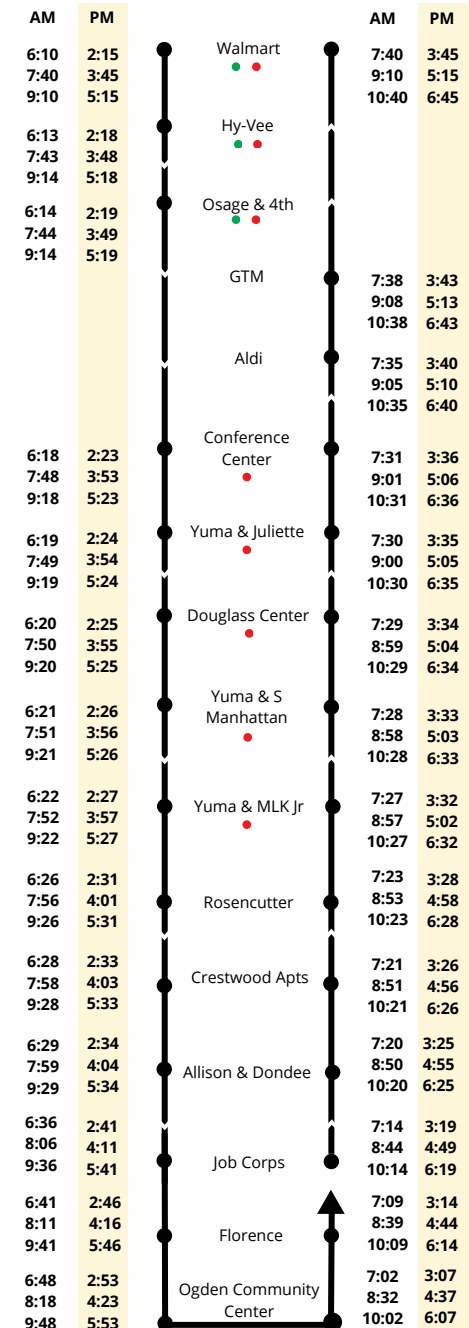 AM PM AM PM
Walmart
6:10 2:15 7:40 3:45
7:40 3:45 9:10 5:15
9:10 5:15 10:40 6:45
Hy-Vee
6:13 2:18
7:43 3:48
9:14 5:18
Osage & 4th
6:14 2:19
7:44 3:49
9:14 5:19
GTM
7:38 3:43
9:08 5:13
10:38 6:43
Aldi
7:35 3:40
9:05 5:10
10:35 6:40
Conference
Center
6:18 2:23 7:31 3:36
7:48 3:53 9:01 5:06
9:18 5:23 10:31 6:36
Yuma & Juliette
6:19 2:24 7:30 3:35
7:49 3:54 9:00 5:05
9:19 5:24 10:30 6:35
Douglass Center
6:20 2:25 7:29 3:34
7:50 3:55 8:59 5:04
9:20 5:25 10:29 6:34
Yuma & S
Manhattan
6:21 2:26 7:28 3:33
7:51 3:56 8:58 5:03
9:21 5:26 10:28 6:33
Yuma & MLK Jr
6:22 2:27 7:27 3:32
7:52 3:57 8:57 5:02
9:22 5:27 10:27 6:32
Rosencutter
6:26 2:31 7:23 3:28
7:56 4:01 8:53 4:58
9:26 5:31 10:23 6:28
Crestwood Apts
6:28 2:33 7:21 3:26
7:58 4:03 8:51 4:56
9:28 5:33 10:21 6:26
Allison & Dondee
6:29 2:34 7:20 3:25
7:59 4:04 8:50 4:55
9:29 5:34 10:20 6:25
Job Corps
6:36 2:41 7:14 3:19
8:06 4:11 8:44 4:49
9:36 5:41 10:14 6:19
Florence
6:41 2:46 7:09 3:14
8:11 4:16 8:39 4:44
9:41 5:46 10:09 6:14
Ogden Community
Center
6:48 2:53 7:02 3:07
8:18 4:23 8:32 4:37
9:48 5:53 10:02 6:07